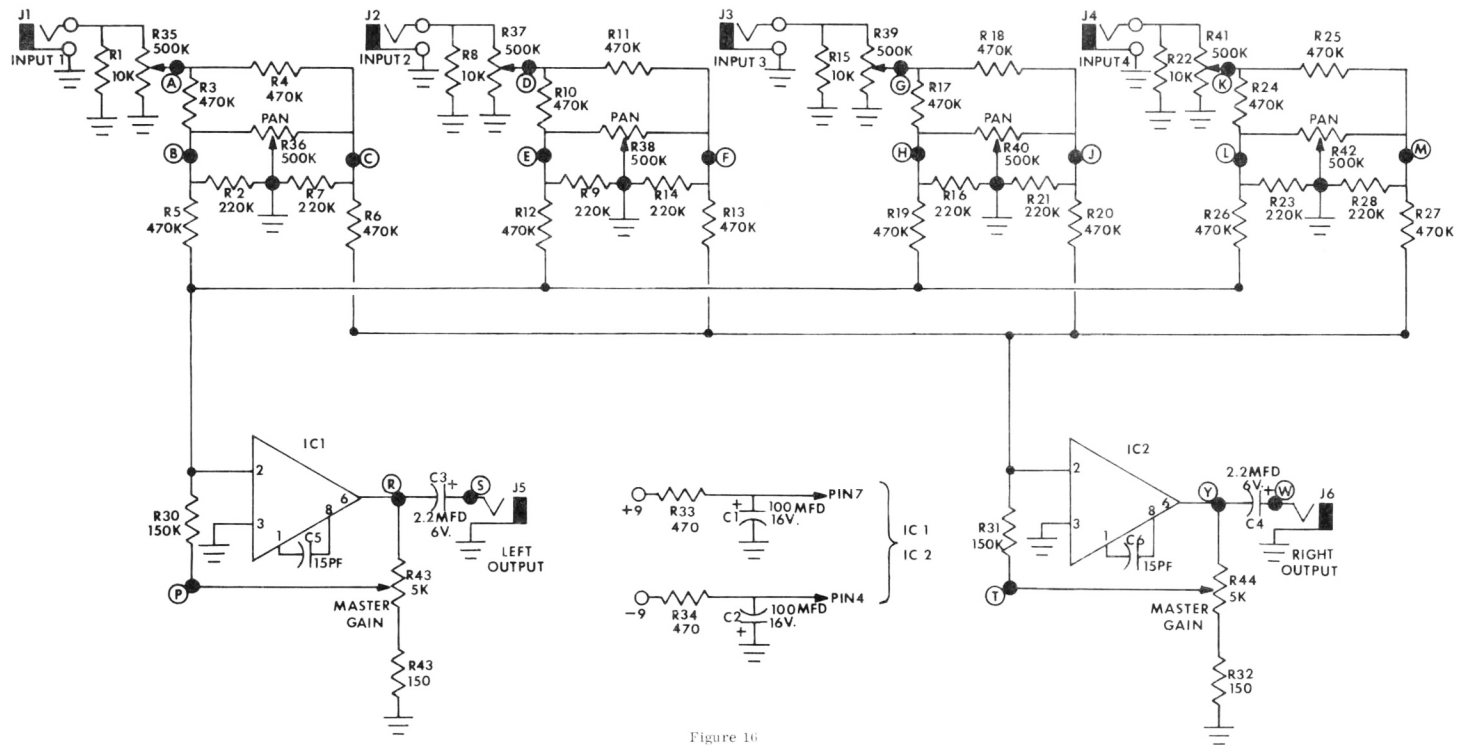 J1
INPUT 1
R1
10K
R35
500K
A
R3
470K
R4
470K
PAN
R36
500K
B
C
R2
220K
R7
220K
R5
470K
R6
470K
J2
INPUT 2
R8
10K
R37
500K
D
R10
470K
R11
470K
PAN
R38
500K
E
F
R9
220K
R14
220K
R12
470K
R13
470K
J3
INPUT 3
R15
10K
R39
500K
G
R17
470K
R18
470K
PAN
R40
500K
H
J
R16
220K
R21
220K
R19
470K
R20
470K
J4
INPUT 4
R22
10K
R41
500K
K
R24
470K
R25
470K
PAN
R42
500K
L
M
R23
220K
R28
220K
R26
470K
R27
470K
IC1
2
3
6
1
8
C5
15PF
R30
150K
P
R
C3
+
2.2MFD
6V.
S
J5
LEFT
OUTPUT
R43
5K
MASTER
GAIN
R43
150
+9
R33
470
+
C1
100MFD
16V.
PIN7
-9
R34
470
C2
+
100MFD
16V.
PIN4
IC 1
IC 2
IC2
2
3
1
8
C6
15PF
R31
150K
T
Y
2.2MFD
6V.
+
C4
W
J6
RIGHT
OUTPUT
R44
5K
MASTER
GAIN
R32
150
Figure 16